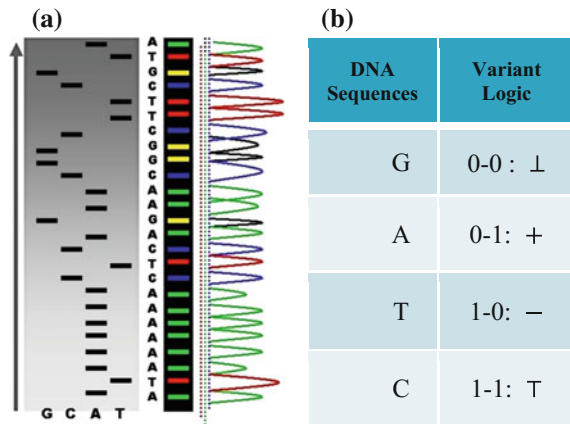 (a)
A
T
G
C
T
T
C
G
G
C
A
A
G
A
C
T
C
A
A
A
A
A
A
T
A
G C A T
(b)
DNA Sequences Variant Logic
G 0-0 : ⊥
A 0-1: +
T 1-0: −
C 1-1: ⊤